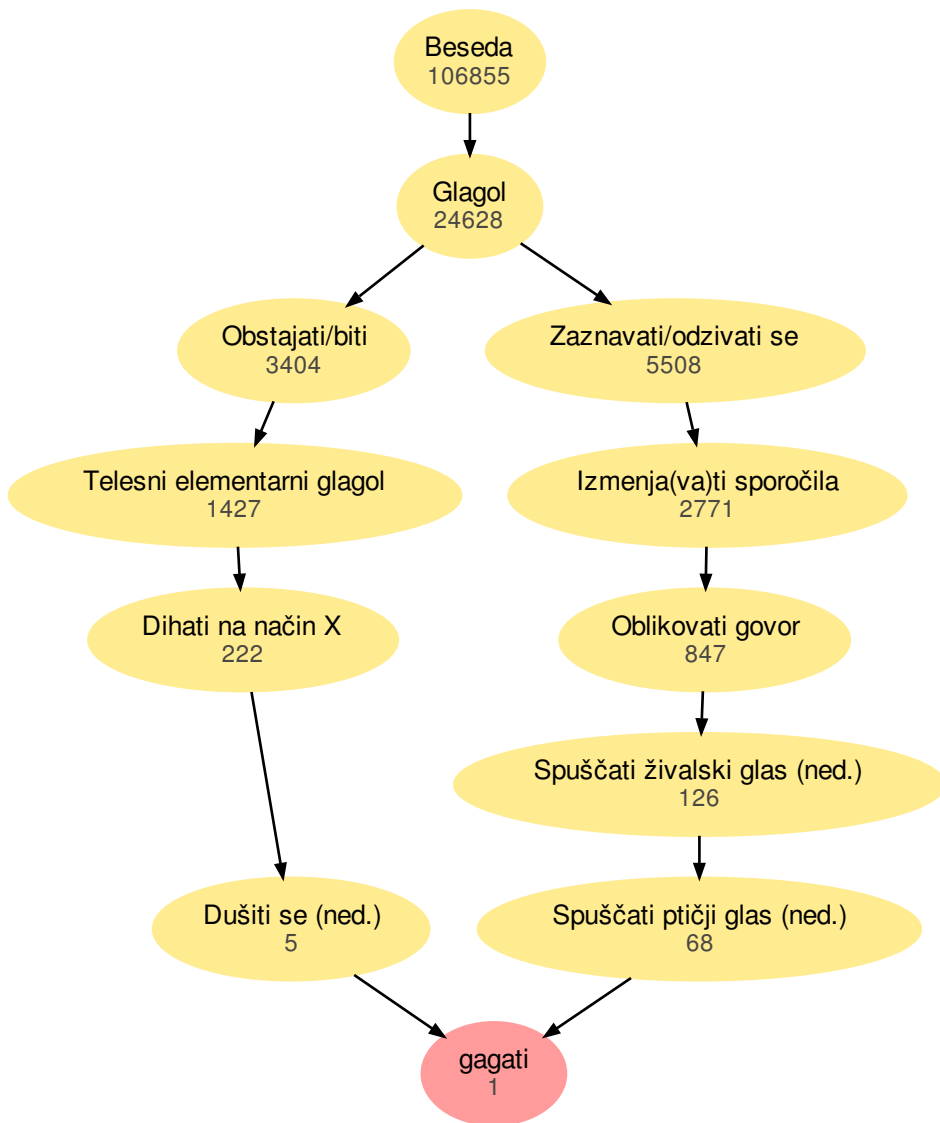 Beseda
106855
Glagol
24628
Obstajati/biti
3404
Zaznavati/odzivati se
5508
Telesni elementarni glagol
1427
Izmenja(va)ti sporočila
2771
Dihati na način X
222
Oblikovati govor
847
Spuščati živalski glas (ned.)
126
Dušiti se (ned.)
5
Spuščati ptičji glas (ned.)
68
gagati
1